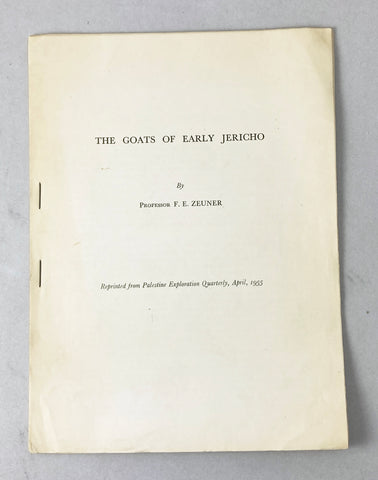 THE GOATS OF EARLY JERICHO
By
PROFESSOR F. E. ZEUNER
Reprinted from Palestine Exploration Quarterly, April, 1955